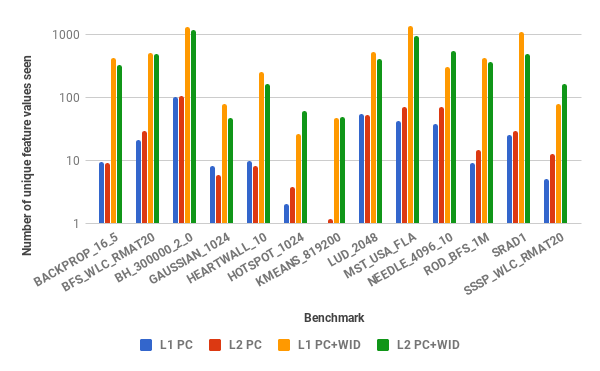 Number of unique feature values seen
1000
100
10
1
BACKPROP_16_5
BFS_WLC_RMAT20
BH_300000_2_0
GAUSSIAN_1024
HEARTWALL_10
HOTSPOT_1024
KMEANS_819200
LUD_2048
MST_USA_FLA
NEEDLE_4096_10
ROD_BFS_1M
SRAD1
SSSP_WLC_RMAT20
Benchmark
L1 PC L2 PC L1 PC+WID L2 PC+WID